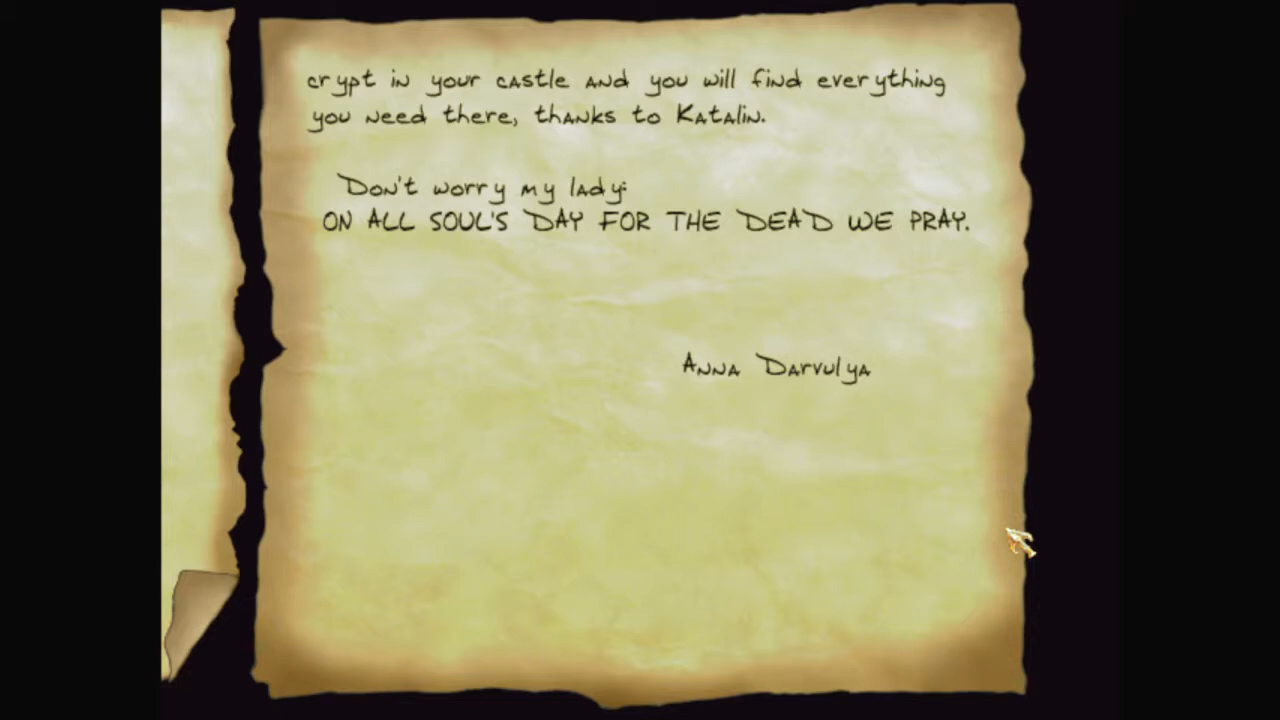 crypt in your castle and you will find everything
you need there, thanks to Katalin.
Don't worry my lady:
ON ALL SOUL'S DAY FOR THE DEAD WE PRAY.
Anna Darvulya